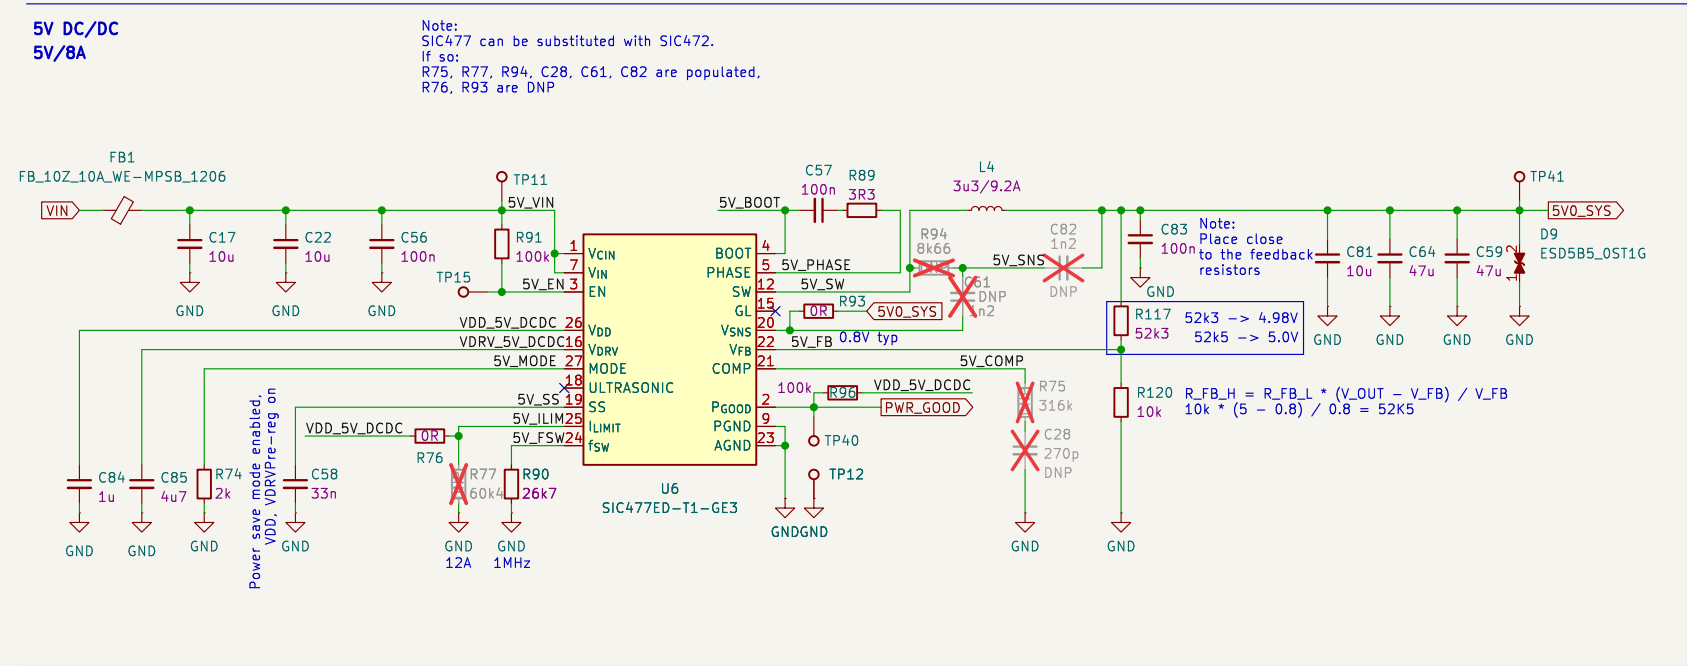 5V DC/DC
5V/8A
Note:
SIC477 can be substituted with SIC472.
If so:
R75, R77, R94, C28, C61, C82 are populated,
R76, R93 are DNP
FB1
FB_10Z_10A_WE-MPSB_1206
VIN
C17
10u
GND
C22
10u
GND
C56
100n
GND
TP11
5V_VIN
R91
100k
TP15
5V_EN
VDD_5V_DCDC
VDRV_5V_DCDC
5V_MODE
5V_SS
5V_ILIM
5V_FSW
VDD_5V_DCDC
0R
R76
C84
1u
GND
C85
4u7
GND
R74
2k
GND
Power save mode enabled,
VDD, VDRVPre-reg on
C58
33n
GND
R77
60k4
GND
12A
R90
26k7
GND
1MHz
1 VCIN
7 VIN
3 EN
26 VDD
16 VDRV
27 MODE
18 ULTRASONIC
19 SS
25 ILIMIT
24 fSW
BOOT 4
PHASE 5
SW 12
GL 15
VSNS 20
VFB 22
COMP 21
PGOOD 2
PGND 9
AGND 23
U6
SIC477ED-T1-GE3
5V_BOOT
C57
100n
R89
3R3
5V_PHASE
5V_SW
0R
R93
5V0_SYS
5V_FB
0.8V typ
L4
3u3/9.2A
R94
8k66
5V_SNS
C61
DNP
1n2
C82
1n2
DNP
5V_COMP
100k
R96
VDD_5V_DCDC
PWR_GOOD
TP40
TP12
GND
GND
R75
316k
C28
270p
DNP
GND
C83
100n
GND
Note:
Place close
to the feedback
resistors
R117
52k3
52k3 -> 4.98V
52k5 -> 5.0V
R120
10k
GND
R_FB_H = R_FB_L * (V_OUT - V_FB) / V_FB
10k * (5 - 0.8) / 0.8 = 52K5
C81
10u
GND
C64
47u
GND
C59
47u
GND
TP41
5V0_SYS
D9
ESD5B5_0ST1G
2
1
GND